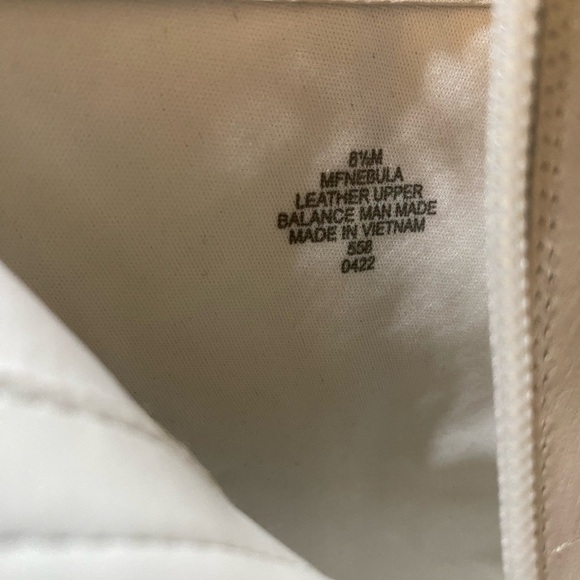 8½M
MFNEBULA
LEATHER UPPER
BALANCE MAN MADE
MADE IN VIETNAM
558
0422